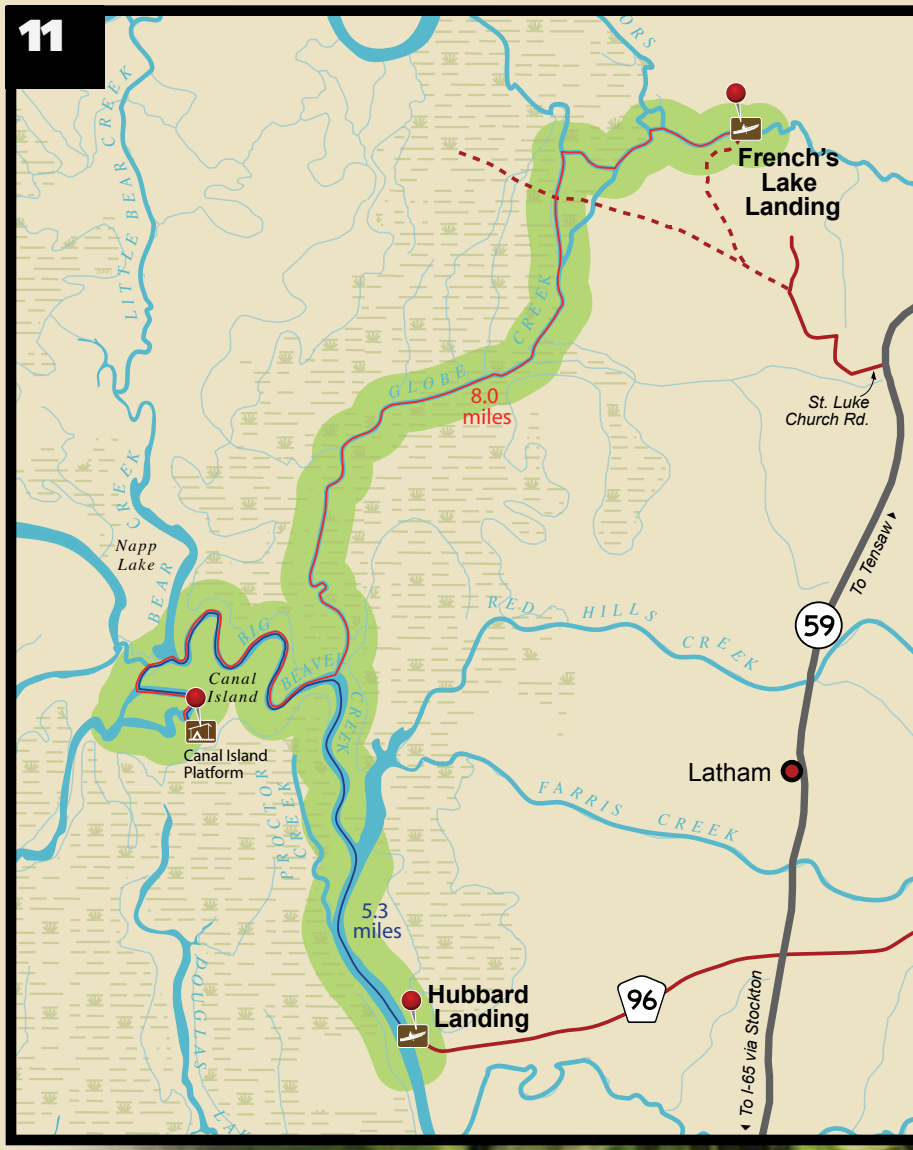 11
LITTLE BEAR CREEK
ORS
French's
Lake
Landing
GLOBE CREEK
8.0
miles
St. Luke
Church Rd.
To Tensaw
59
BEAR CREEK
Napp
Lake
RED HILLS CREEK
BIG BEAVER CREEK
Canal
Island
Canal Island
Platform
Latham
PROCTOR
CREEK
FARRIS CREEK
5.3
miles
Hubbard
Landing
96
To I-65 via Stockton
DOUGLAS LAK